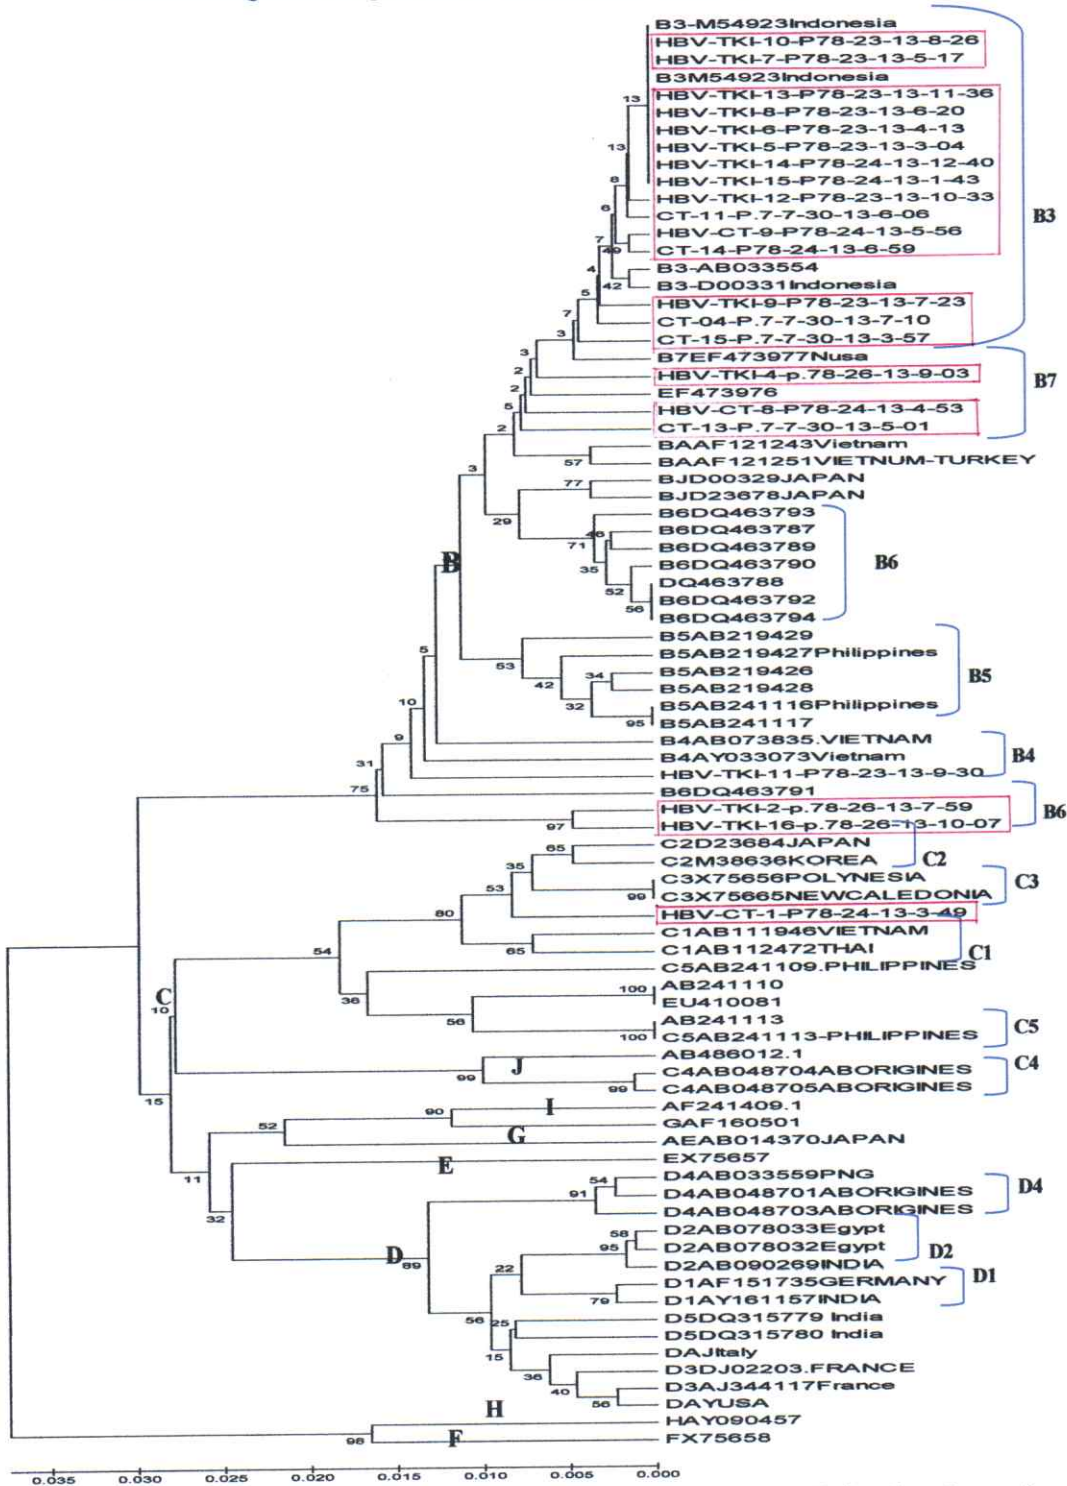 B3-M54923Indonesia
HBV-TKI-10-P78-23-13-8-26
HBV-TKI-7-P78-23-13-5-17
B3M54923Indonesia
13 HBV-TKI-13-P78-23-13-11-36
HBV-TKI-8-P78-23-13-6-20
HBV-TKI-6-P78-23-13-4-13
13 HBV-TKI-5-P78-23-13-3-04
HBV-TKI-14-P78-24-13-12-40
8 HBV-TKI-15-P78-24-13-1-43
HBV-TKI-12-P78-23-13-10-33
6 CT-11-P.7-7-30-13-6-06 B3
7 HBV-CT-9-P78-24-13-5-56
49 CT-14-P78-24-13-6-59
4 B3-AB033554
42 B3-D00331Indonesia
5 HBV-TKI-9-P78-23-13-7-23
7 CT-04-P.7-7-30-13-7-10
3 CT-15-P.7-7-30-13-3-57
3 B7EF473977Nusa
2 HBV-TKI-4-p.78-26-13-9-03 B7
2 EF473976
5 HBV-CT-8-P78-24-13-4-53
2 CT-13-P.7-7-30-13-5-01
BAAF121243Vietnam
3 57 BAAF121251VIETNUM-TURKEY
77 BJD00329JAPAN
BJD23678JAPAN
29 B6DQ463793
46 B6DQ463787
71 B6DQ463789
B 35 B6DQ463790 B6
52 DQ463788
56 B6DQ463792
B6DQ463794
B5AB219429
5 53 B5AB219427Philippines
42 34 B5AB219426 B5
B5AB219428
10 32 B5AB241116Philippines
95 B5AB241117
9 B4AB073835.VIETNAM
B4AY033073Vietnam B4
31 HBV-TKI-11-P78-23-13-9-30
75 B6DQ463791
HBV-TKI-2-p.78-26-13-7-59 B6
97 HBV-TKI-16-p.78-26-13-10-07
65 C2D23684JAPAN
35 C2M38636KOREA C2
53 C3X75656POLYNESIA C3
99 C3X75665NEWCALEDONIA
80 HBV-CT-1-P78-24-13-3-49
C1AB111946VIETNAM
54 65 C1AB112472THAI C1
C5AB241109.PHILIPPINES
C 36 100 AB241110
10 EU410081
56 AB241113 C5
100 C5AB241113-PHILIPPINES
J AB486012.1 C4
99 C4AB048704ABORIGINES
99 C4AB048705ABORIGINES
15 90 I AF241409.1
52 GAF160501
G AEAB014370JAPAN
11 E EX75657
54 D4AB033559PNG
91 D4AB048701ABORIGINES D4
32 D4AB048703ABORIGINES
58 D2AB078033Egypt
D 95 D2AB078032Egypt D2
89 22 D2AB090269INDIA
D1AF151735GERMANY D1
79 D1AY161157INDIA
56 25 D5DQ315779 India
D5DQ315780 India
15 DAJItaly
36 D3DJ02203.FRANCE
40 D3AJ344117France
56 DAYUSA
H HAY090457
98 F FX75658
0.035 0.030 0.025 0.020 0.015 0.010 0.005 0.000